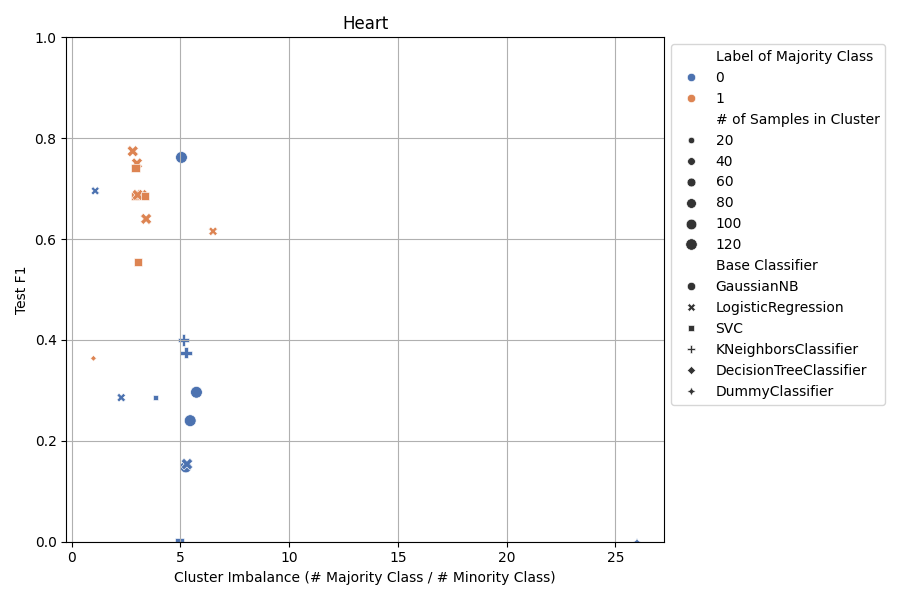 Heart
1.0
0.8
0.6
0.4
0.2
0.0
Test F1
0
5
10
15
20
25
Cluster Imbalance (# Majority Class / # Minority Class)
Label of Majority Class
0
1
# of Samples in Cluster
20
40
60
80
100
120
Base Classifier
GaussianNB
LogisticRegression
SVC
KNeighborsClassifier
DecisionTreeClassifier
DummyClassifier